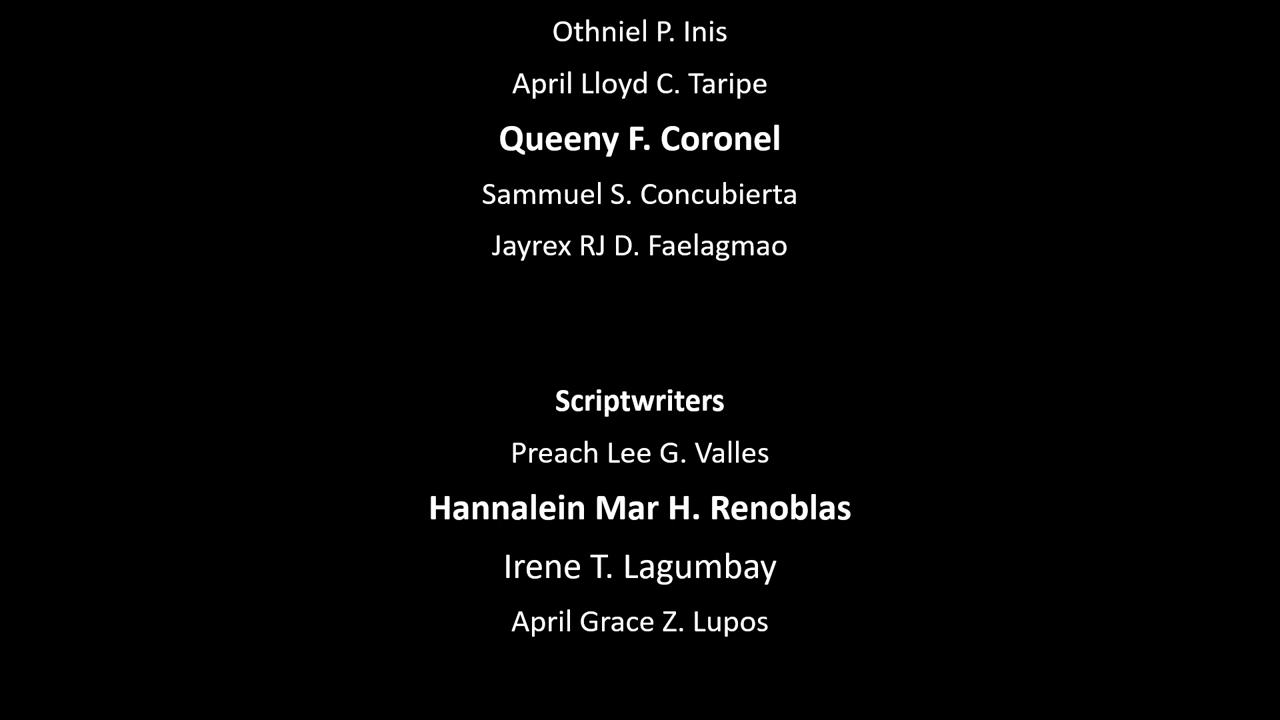 Othniel P. Inis
April Lloyd C. Taripe
Queeny F. Coronel
Sammuel S. Concubierta
Jayrex RJ D. Faelagmao
Scriptwriters
Preach Lee G. Valles
Hannalein Mar H. Renoblas
Irene T. Lagumbay
April Grace Z. Lupos